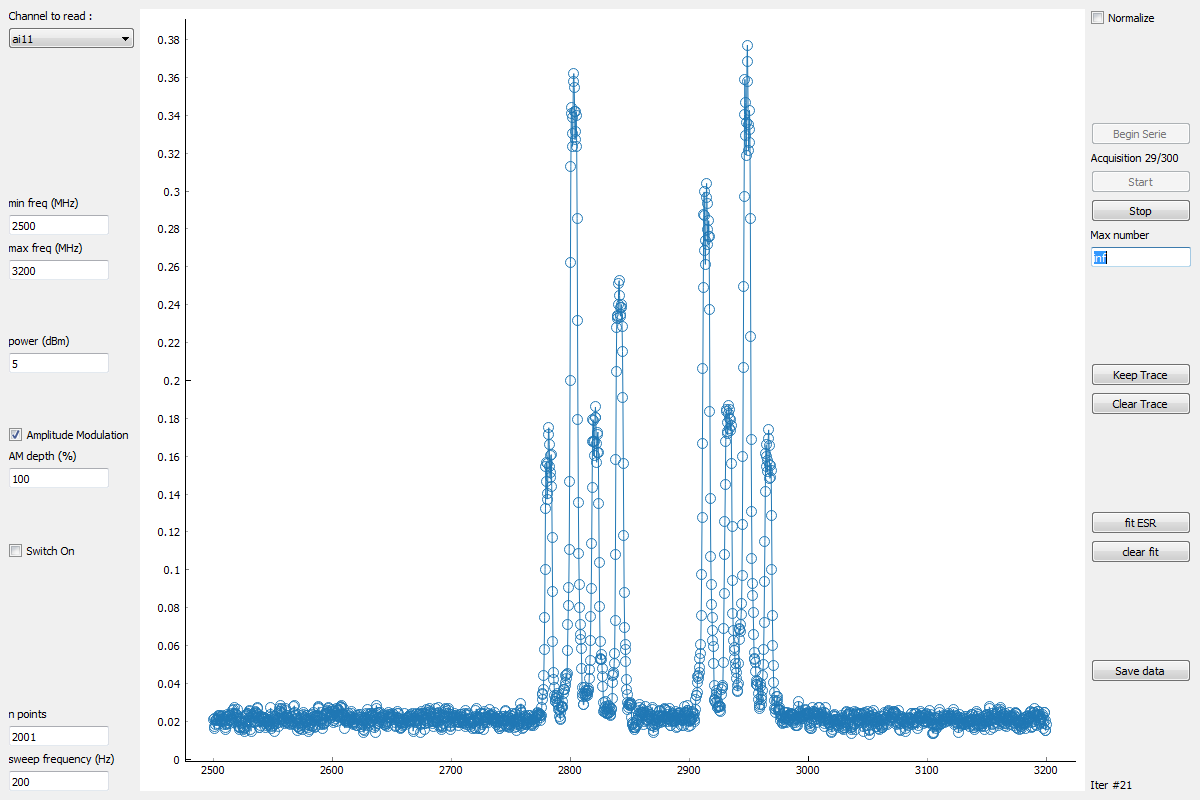 Channel to read :
ai11
min freq (MHz)
2500
max freq (MHz)
3200
power (dBm)
5
Amplitude Modulation
AM depth (%)
100
Switch On
n points
2001
sweep frequency (Hz)
200
0.38
0.36
0.34
0.32
0.3
0.28
0.26
0.24
0.22
0.2
0.18
0.16
0.14
0.12
0.1
0.08
0.06
0.04
0.02
0
2500 2600 2700 2800 2900 3000 3100 3200
Normalize
Begin Serie
Acquisition 29/300
Start
Stop
Max number
inf
Keep Trace
Clear Trace
fit ESR
clear fit
Save data
Iter #21